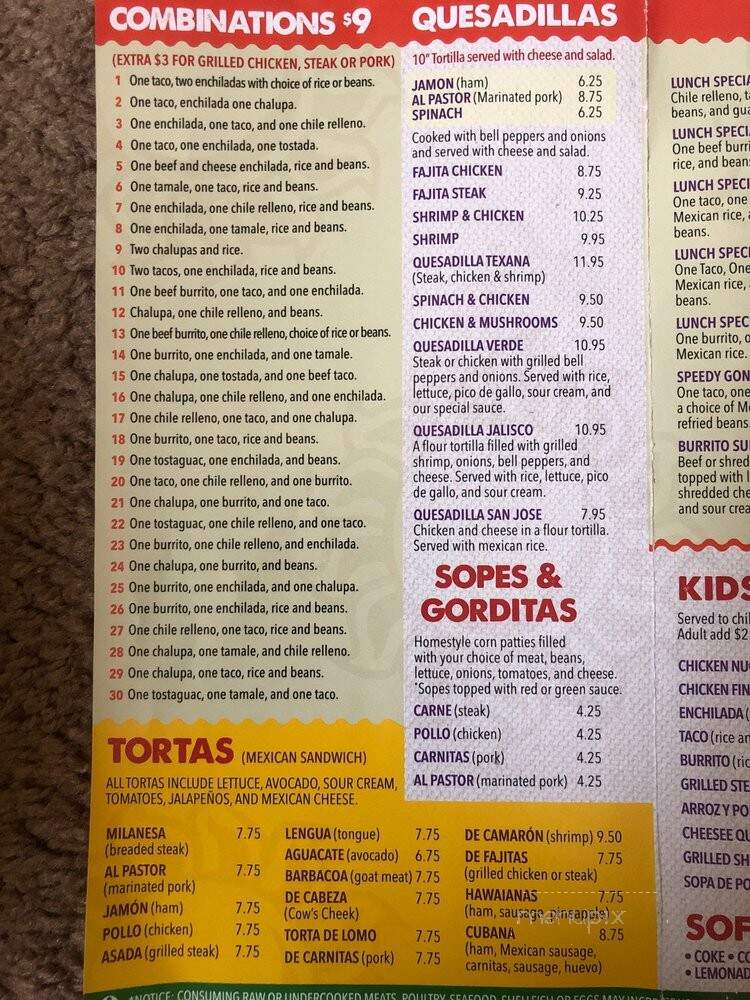 COMBINATIONS $9
(EXTRA $3 FOR GRILLED CHICKEN, STEAK OR PORK)
1 One taco, two enchiladas with choice of rice or beans.
2 One taco, enchilada one chalupa.
3 One enchilada, one taco, and one chile relleno.
4 One taco, one enchilada, one tostada.
5 One beef and cheese enchilada, rice and beans.
6 One tamale, one taco, rice and beans.
7 One enchilada, one chile relleno, rice and beans.
8 One enchilada, one tamale, rice and beans.
9 Two chalupas and rice.
10 Two tacos, one enchilada, rice and beans.
11 One beef burrito, one taco, and one enchilada.
12 Chalupa, one chile relleno, and beans.
13 One beef burrito, one chile relleno, choice of rice or beans.
14 One burrito, one enchilada, and one tamale.
15 One chalupa, one tostada, and one beef taco.
16 One chalupa, one chile relleno, and one enchilada.
17 One chile relleno, one taco, and one chalupa.
18 One burrito, one taco, rice and beans.
19 One tostaguac, one enchilada, and beans.
20 One taco, one chile relleno, and one burrito.
21 One chalupa, one burrito, and one taco.
22 One tostaguac, one chile relleno, and one taco.
23 One burrito, one chile relleno, and enchilada.
24 One chalupa, one burrito, and beans.
25 One burrito, one enchilada, and one chalupa.
26 One burrito, one enchilada, rice and beans.
27 One chile relleno, one taco, rice and beans.
28 One chalupa, one tamale, and chile relleno.
29 One chalupa, one taco, rice and beans.
30 One tostaguac, one tamale, and one taco.
QUESADILLAS
10" Tortilla served with cheese and salad.
JAMON (ham) 6.25
AL PASTOR (Marinated pork) 8.75
SPINACH 6.25
Cooked with bell peppers and onions
and served with cheese and salad.
FAJITA CHICKEN 8.75
FAJITA STEAK 9.25
SHRIMP & CHICKEN 10.25
SHRIMP 9.95
QUESADILLA TEXANA 11.95
(Steak, chicken & shrimp)
SPINACH & CHICKEN 9.50
CHICKEN & MUSHROOMS 9.50
QUESADILLA VERDE 10.95
Steak or chicken with grilled bell
peppers and onions. Served with rice,
lettuce, pico de gallo, sour cream, and
our special sauce.
QUESADILLA JALISCO 10.95
A flour tortilla filled with grilled
shrimp, onions, bell peppers, and
cheese. Served with rice, lettuce, pico
de gallo, and sour cream.
QUESADILLA SAN JOSE 7.95
Chicken and cheese in a flour tortilla.
Served with mexican rice.
SOPES &
GORDITAS
Homestyle corn patties filled
with your choice of meat, beans,
lettuce, onions, tomatoes, and cheese.
*Sopes topped with red or green sauce.
CARNE (steak) 4.25
POLLO (chicken) 4.25
CARNITAS (pork) 4.25
AL PASTOR (marinated pork) 4.25
TORTAS (MEXICAN SANDWICH)
ALL TORTAS INCLUDE LETTUCE, AVOCADO, SOUR CREAM,
TOMATOES, JALAPEÑOS, AND MEXICAN CHEESE.
MILANESA 7.75
(breaded steak)
AL PASTOR 7.75
(marinated pork)
JAMÓN (ham) 7.75
POLLO (chicken) 7.75
ASADA (grilled steak) 7.75
LENGUA (tongue) 7.75
AGUACATE (avocado) 6.75
BARBACOA (goat meat) 7.75
DE CABEZA 7.75
(Cow's Cheek)
TORTA DE LOMO 7.75
DE CARNITAS (pork) 7.75
DE CAMARÓN (shrimp) 9.50
DE FAJITAS 7.75
(grilled chicken or steak)
HAWAIANAS 7.75
(ham, sausage, pineapple)
CUBANA 8.75
(ham, Mexican sausage,
carnitas, sausage, huevo)
menupix
LUNCH SPECIA
Chile relleno, ta
beans, and gua
LUNCH SPECI
One beef burri
rice, and bean
LUNCH SPECI
One taco, one
Mexican rice,
beans.
LUNCH SPECI
One Taco, One
Mexican rice,
beans.
LUNCH SPEC
One burrito, o
Mexican rice.
SPEEDY GON
One taco, one
a choice of Me
refried beans.
BURRITO SU
Beef or shred
topped with l
shredded che
and sour crea
KIDS
Served to chil
Adult add $2
CHICKEN NU
CHICKEN FIN
ENCHILADA (
TACO (rice an
BURRITO (ric
GRILLED STE
ARROZ Y PO
CHEESE QU
GRILLED SH
SOPA DE PO
SOF
• COKE • CO
• LEMONAD
*NOTICE: CONSUMING RAW OR UNDERCOOKED MEATS, POULTRY, SEAFOOD, SHELLFISH OR EGGS MAY INCR